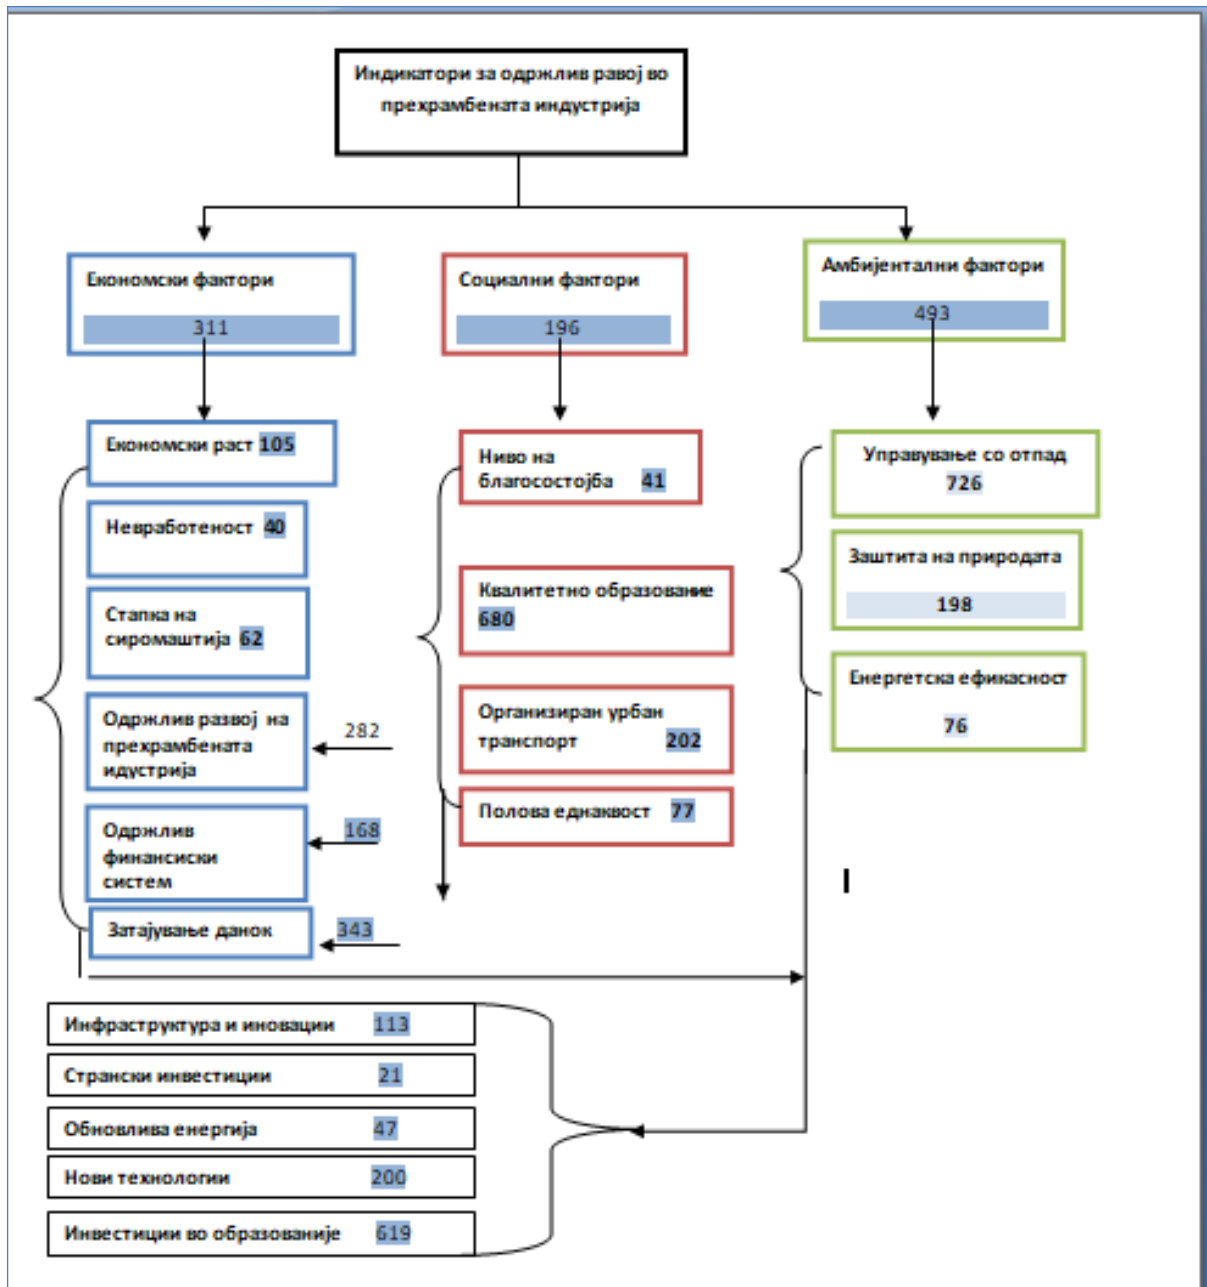 Индикатори за одржлив равој во
прехрамбената индустрија
Економски фактори
311
Социални фактори
196
Амбијентални фактори
493
Економски раст 105
Невработеност 40
Стапка на
сиромаштија 62
Одржлив развој на
прехрамбената
идустрија
282
Одржлив
финансиски
систем
168
Затајување данок
343
Ниво на
благосостојба 41
Квалитетно образование
680
Организиран урбан
транспорт 202
Полова еднаквост 77
Управување со отпад
726
Заштита на природата
198
Енергетска ефикасност
76
Инфраструктура и иновации 113
Странски инвестиции 21
Обновлива енергија 47
Нови технологии 200
Инвестиции во образованије 619